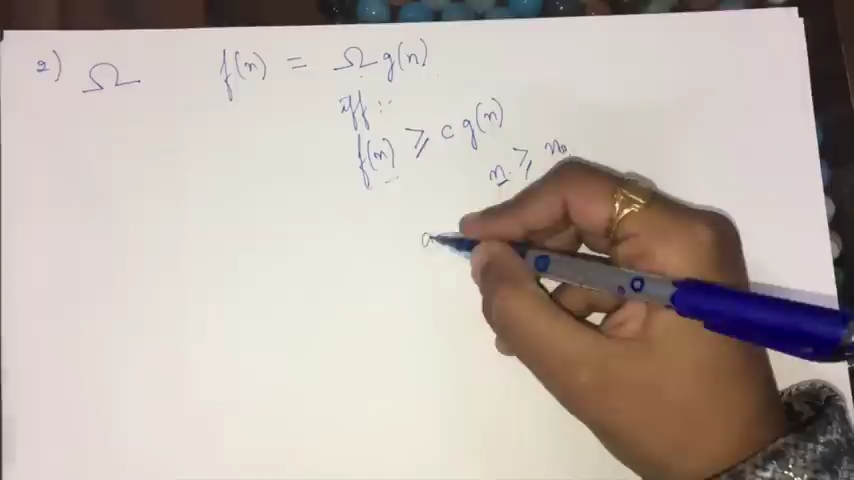 2) Ω f(n) = Ω g(n)
iff :-
f(n) ≥ c g(n)
n ≥ n₀
a